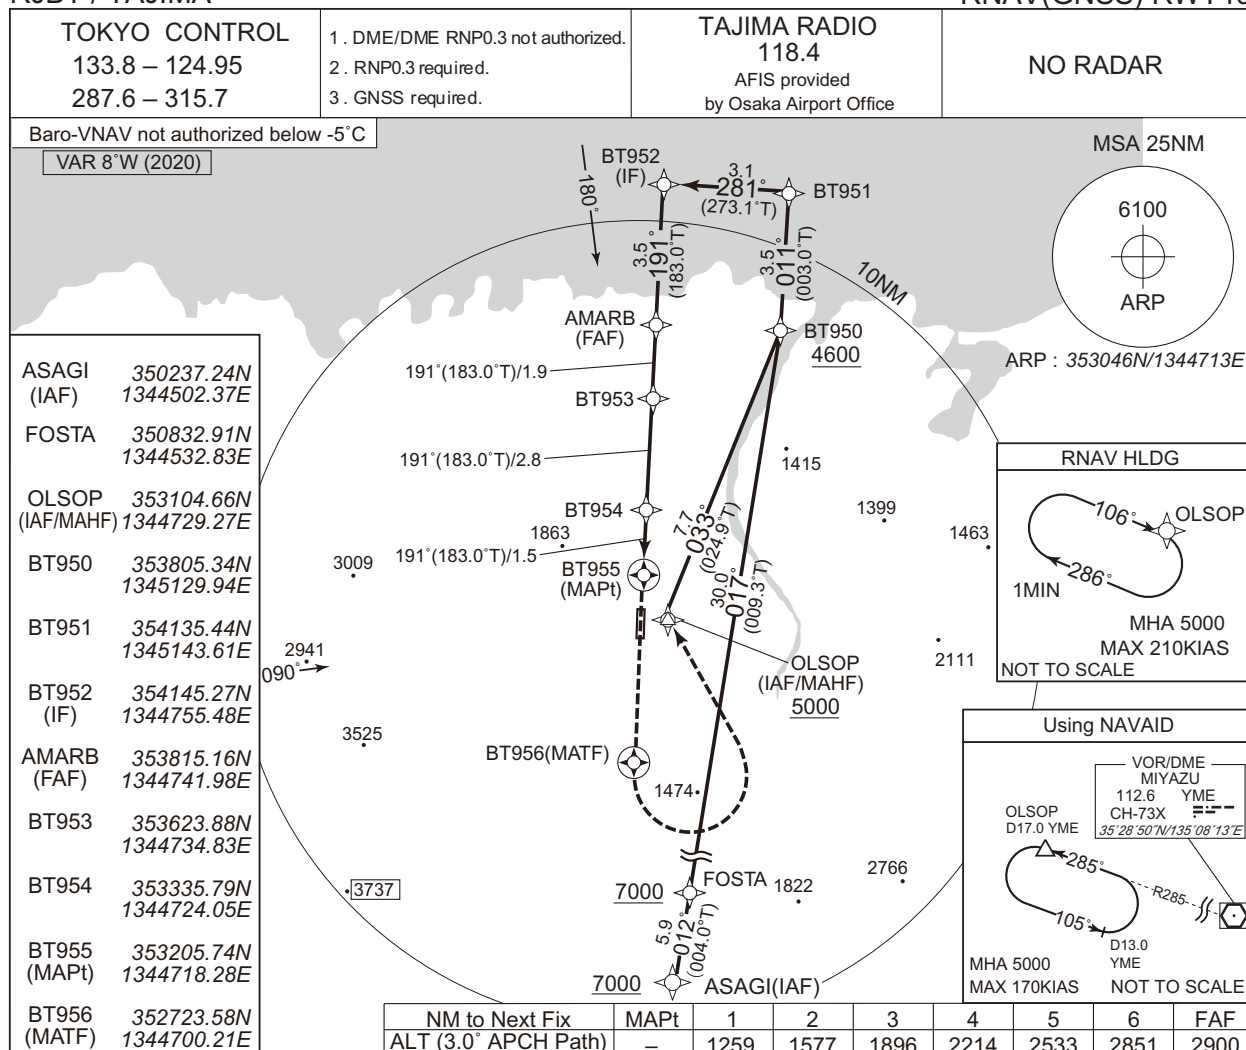 TOKYO CONTROL
133.8 – 124.95
287.6 – 315.7
1 . DME/DME RNP0.3 not authorized.
2 . RNP0.3 required.
3 . GNSS required.
TAJIMA RADIO
118.4
AFIS provided
by Osaka Airport Office
NO RADAR
Baro-VNAV not authorized below -5˚C
VAR 8˚W (2020)
MSA 25NM
6100
ARP
ARP : 353046N/1344713E
180˚
BT952
(IF)
3.1
281˚
(273.1˚T)
BT951
3.5
191˚
(183.0˚T)
3.5
011˚
(003.0˚T)
10NM
AMARB
(FAF)
BT950
4600
191˚(183.0˚T)/1.9
BT953
191˚(183.0˚T)/2.8
1415
BT954
1399
1863
191˚(183.0˚T)/1.5
1463
3009
BT955
(MAPt)
7.7
033˚
(024.9˚T)
30.0
017˚
(009.3˚T)
2941
090˚
OLSOP
(IAF/MAHF)
5000
2111
3525
BT956(MATF)
1474
3737
7000
FOSTA
1822
2766
5.9
012˚
(004.0˚T)
7000
ASAGI(IAF)
ASAGI 350237.24N
(IAF) 1344502.37E
FOSTA 350832.91N
1344532.83E
OLSOP 353104.66N
(IAF/MAHF) 1344729.27E
BT950 353805.34N
1345129.94E
BT951 354135.44N
1345143.61E
BT952 354145.27N
(IF) 1344755.48E
AMARB 353815.16N
(FAF) 1344741.98E
BT953 353623.88N
1344734.83E
BT954 353335.79N
1344724.05E
BT955 353205.74N
(MAPt) 1344718.28E
BT956 352723.58N
(MATF) 1344700.21E
RNAV HLDG
106˚
OLSOP
286˚
1MIN
MHA 5000
MAX 210KIAS
NOT TO SCALE
Using NAVAID
VOR/DME
MIYAZU
112.6 YME
CH-73X
35˚28´50˝N/135˚08´13˝E
OLSOP
D17.0 YME
285˚
R285
105˚
D13.0
YME
MHA 5000
MAX 170KIAS NOT TO SCALE
NM to Next Fix MAPt 1 2 3 4 5 6 FAF
ALT (3.0˚ APCH Path) – 1259 1577 1896 2214 2533 2851 2900